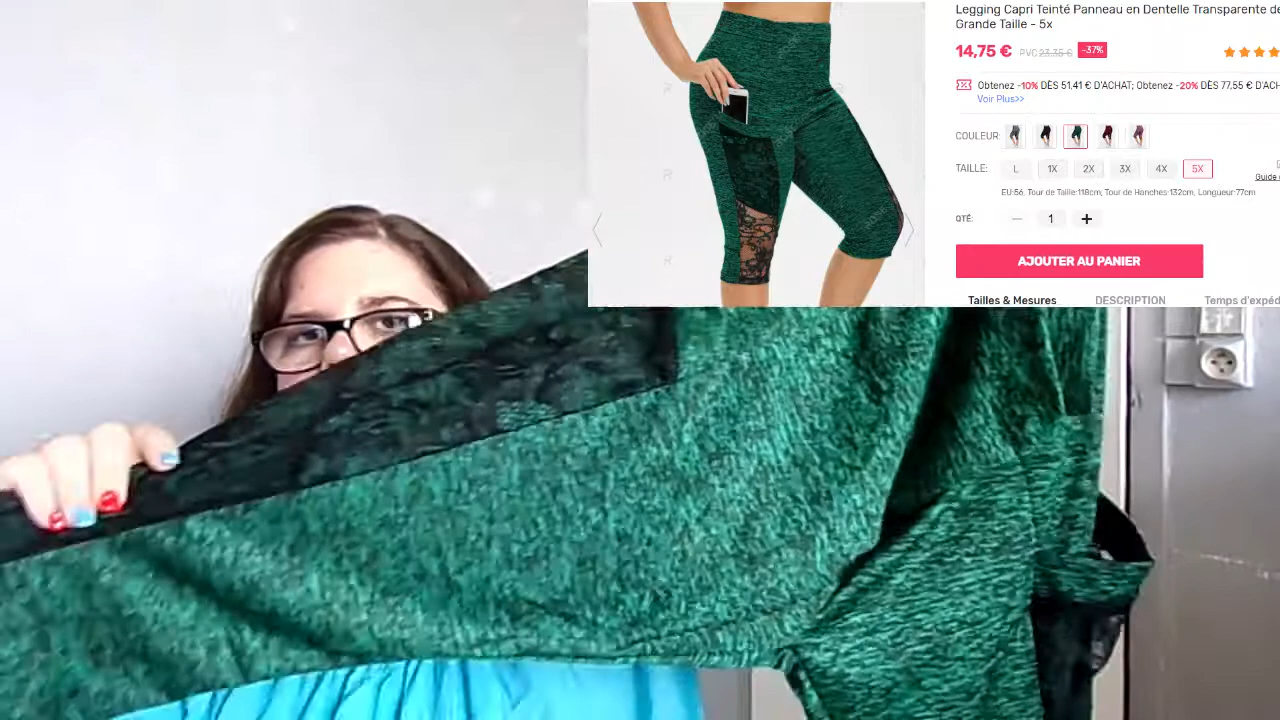 Legging Capri Teinté Panneau en Dentelle Transparente de
Grande Taille - 5x
14,75 € PVC 23,35 € -37%
Obtenez -10% DÈS 51,41 € D'ACHAT; Obtenez -20% DÈS 77,55 € D'ACH
Voir Plus>>
COULEUR:
TAILLE: L 1X 2X 3X 4X 5X
Guide
EU:56, Tour de Taille:118cm, Tour de Hanches:132cm, Longueur:77cm
QTÉ: — 1 +
AJOUTER AU PANIER
Tailles & Mesures DESCRIPTION Temps d'expéd